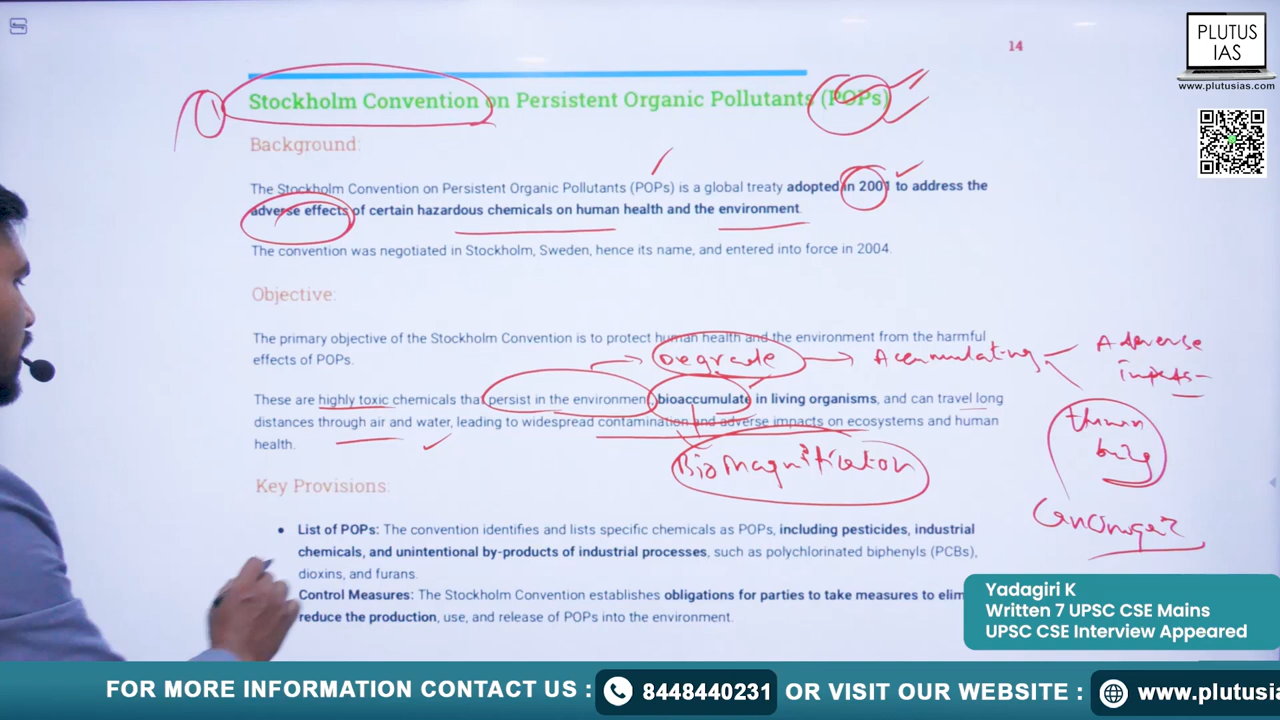 PLUTUS
IAS
www.plutusias.com
14
Stockholm Convention on Persistent Organic Pollutants (POPs)
Background:
The Stockholm Convention on Persistent Organic Pollutants (POPs) is a global treaty adopted in 2001 to address the
adverse effects of certain hazardous chemicals on human health and the environment.
The convention was negotiated in Stockholm, Sweden, hence its name, and entered into force in 2004.
Objective:
The primary objective of the Stockholm Convention is to protect human health and the environment from the harmful
effects of POPs.
Degrade
Accumulating
Adverse
These are highly toxic chemicals that persist in the environment, bioaccumulate in living organisms, and can travel long
distances through air and water, leading to widespread contamination and adverse impacts on ecosystems and human
health.
Biomagnification
Key Provisions:
List of POPs: The convention identifies and lists specific chemicals as POPs, including pesticides, industrial
chemicals, and unintentional by-products of industrial processes, such as polychlorinated biphenyls (PCBs),
dioxins, and furans.
Control Measures: The Stockholm Convention establishes obligations for parties to take measures to elim
reduce the production, use, and release of POPs into the environment.
Yadagiri K
Written 7 UPSC CSE Mains
UPSC CSE Interview Appeared
FOR MORE INFORMATION CONTACT US : 8448440231 OR VISIT OUR WEBSITE : www.plutusia